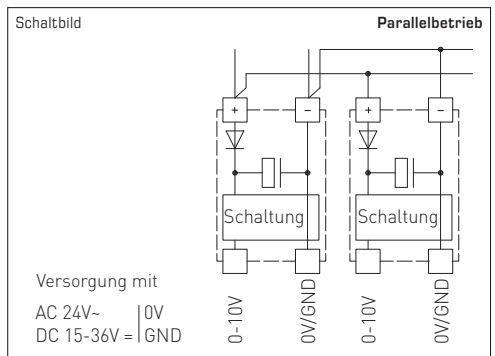 Schaltbild
Parallelbetrieb
+
−
+
−
Schaltung
Schaltung
Versorgung mit
AC 24V~ | 0V
DC 15-36V = | GND
0-10V
0V/GND
0-10V
0V/GND